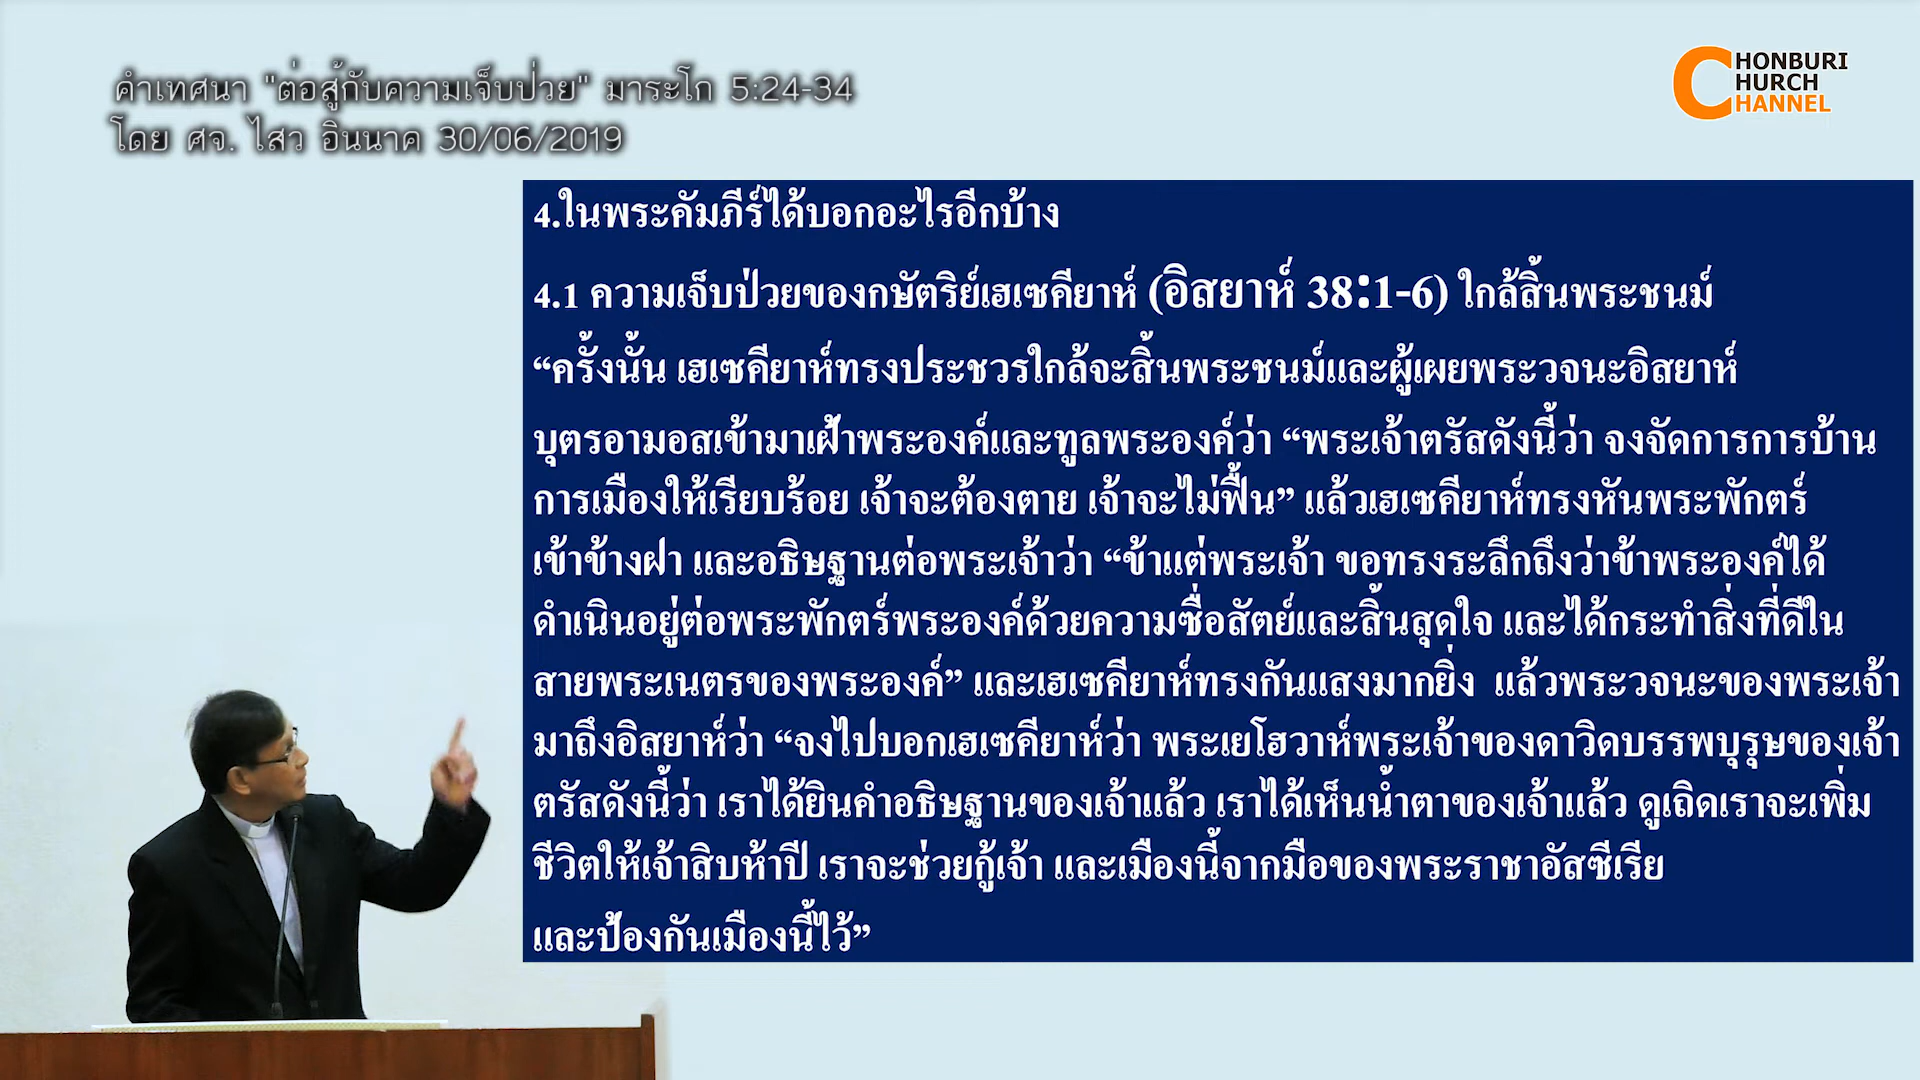 คำเทศนา "ต่อสู้กับความเจ็บป่วย" มาระโก 5:24-34
โดย ศจ. ไสว อินนาค 30/06/2019
CHONBURI
CHURCH
CHANNEL
4.ในพระคัมภีร์ได้บอกอะไรอีกบ้าง
4.1 ความเจ็บป่วยของกษัตริย์เฮเซคียาห์ (อิสยาห์ 38:1-6) ใกล้สิ้นพระชนม์
“ครั้งนั้น เฮเซคียาห์ทรงประชวรใกล้จะสิ้นพระชนม์และผู้เผยพระวจนะอิสยาห์
บุตรอามอสเข้ามาเฝ้าพระองค์และทูลพระองค์ว่า “พระเจ้าตรัสดังนี้ว่า จงจัดการการบ้าน
การเมืองให้เรียบร้อย เจ้าจะต้องตาย เจ้าจะไม่ฟื้น” แล้วเฮเซคียาห์ทรงหันพระพักตร์
เข้าข้างฝา และอธิษฐานต่อพระเจ้าว่า “ข้าแต่พระเจ้า ขอทรงระลึกถึงว่าข้าพระองค์ได้
ดำเนินอยู่ต่อพระพักตร์พระองค์ด้วยความซื่อสัตย์และสิ้นสุดใจ และได้กระทำสิ่งที่ดีใน
สายพระเนตรของพระองค์” และเฮเซคียาห์ทรงกันแสงมากยิ่ง แล้วพระวจนะของพระเจ้า
มาถึงอิสยาห์ว่า “จงไปบอกเฮเซคียาห์ว่า พระเยโฮวาห์พระเจ้าของดาวิดบรรพบุรุษของเจ้า
ตรัสดังนี้ว่า เราได้ยินคำอธิษฐานของเจ้าแล้ว เราได้เห็นน้ำตาของเจ้าแล้ว ดูเถิดเราจะเพิ่ม
ชีวิตให้เจ้าสิบห้าปี เราจะช่วยกู้เจ้า และเมืองนี้จากมือของพระราชาอัสซีเรีย
และป้องกันเมืองนี้ไว้”